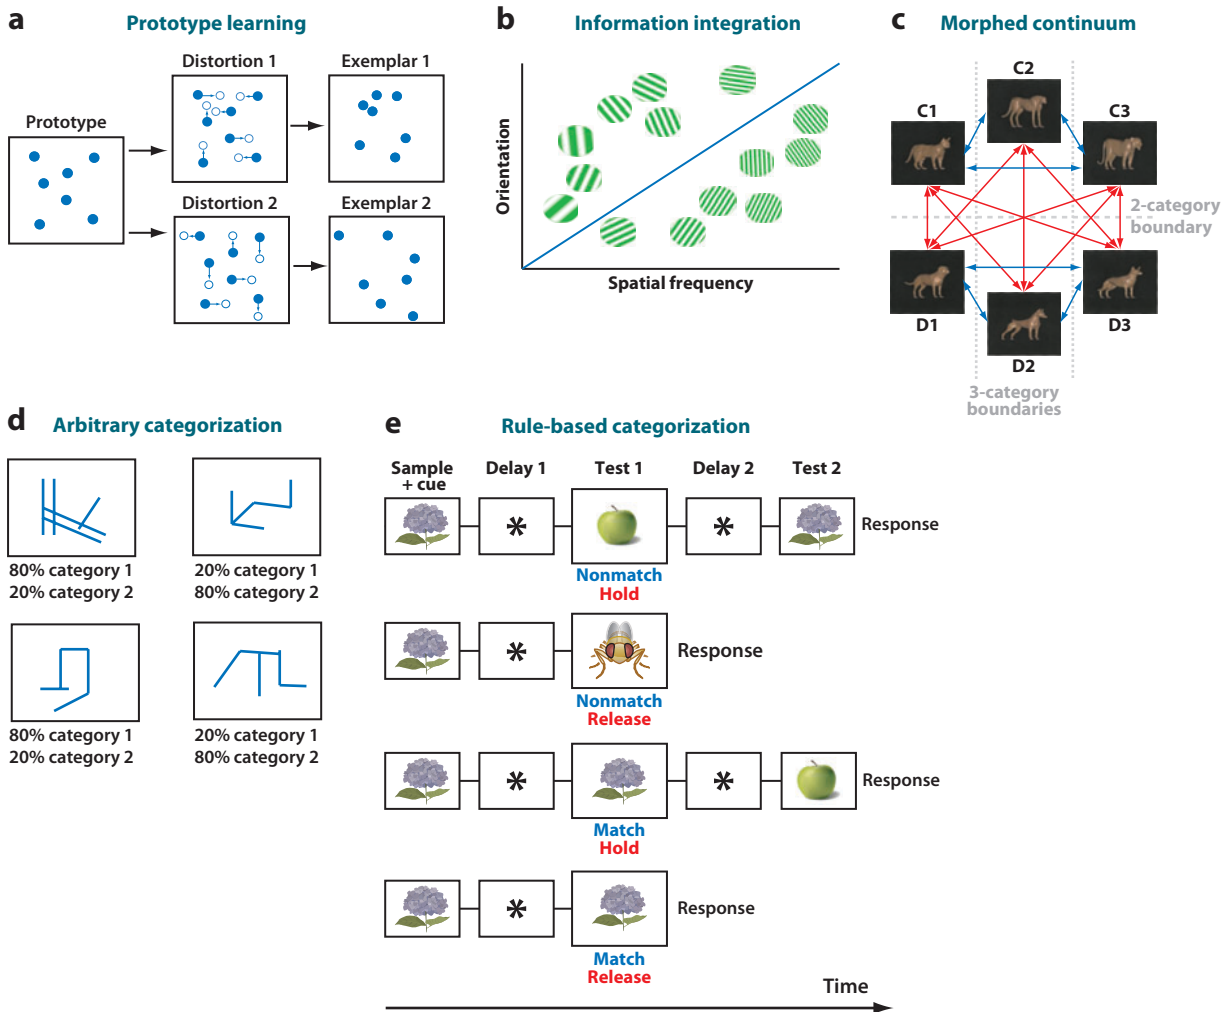 a
Prototype learning
Prototype
Distortion 1
Exemplar 1
Distortion 2
Exemplar 2
b
Information integration
Orientation
Spatial frequency
c
Morphed continuum
C2
C1
C3
2-category
boundary
D1
D3
D2
3-category
boundaries
d
Arbitrary categorization
80% category 1
20% category 2
20% category 1
80% category 2
80% category 1
20% category 2
20% category 1
80% category 2
e
Rule-based categorization
Sample
+ cue
Delay 1
Test 1
Delay 2
Test 2
*
*
Response
Nonmatch
Hold
*
Response
Nonmatch
Release
*
*
Response
Match
Hold
*
Response
Match
Release
Time